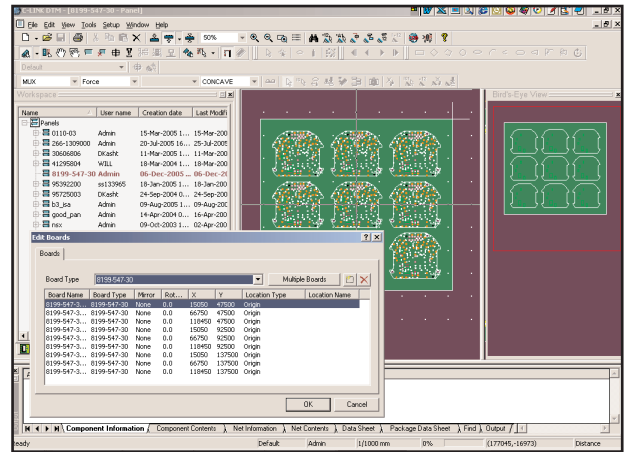 E-LINK DTM - [8199-547-30 - Panel]
File Edit View Tools Setup Window Help
50%
Default
MUX Force CONCAVE
Workspace
Bird's-Eye View
Name User name Creation date Last Modifi
Panels
0110-03 Admin 15-Mar-2005 1... 15-Mar-200
266-1309000 Admin 20-Jul-2005 16... 25-Jul-2005
30606806 DKasht 11-Mar-2005 1... 11-Mar-200
41295804 WILL 18-Mar-2004 1... 18-Mar-200
8199-547-30 Admin 06-Dec-2005 ... 06-Dec-2
95392200 ss133965 18-Jan-2005 1... 18-Jan-200
95725003 DKasht 24-Sep-2004 0... 24-Sep-200
b3_isa Admin 09-Aug-2005 1... 09-Aug-200
good_pan Admin 14-Apr-2004 0... 16-Apr-200
nsx Admin 09-Oct-2003 1... 02-Apr-200
Edit Boards
Boards
Board Type 8199-547-30 Multiple Boards
Board Name Board Type Mirror Rot... X Y Location Type Location Name
8199-547-3... 8199-547-30 None 0.0 15050 47500 Origin
8199-547-3... 8199-547-30 None 0.0 66750 47500 Origin
8199-547-3... 8199-547-30 None 0.0 118450 47500 Origin
8199-547-3... 8199-547-30 None 0.0 15050 92500 Origin
8199-547-3... 8199-547-30 None 0.0 66750 92500 Origin
8199-547-3... 8199-547-30 None 0.0 118450 92500 Origin
8199-547-3... 8199-547-30 None 0.0 15050 137500 Origin
8199-547-3... 8199-547-30 None 0.0 66750 137500 Origin
8199-547-3... 8199-547-30 None 0.0 118450 137500 Origin
OK Cancel
Component Information Component Contents Net Information Net Contents Data Sheet Package Data Sheet Find Output
eady Default Admin 1/1000 mm 0% (177045,-16973) Distance